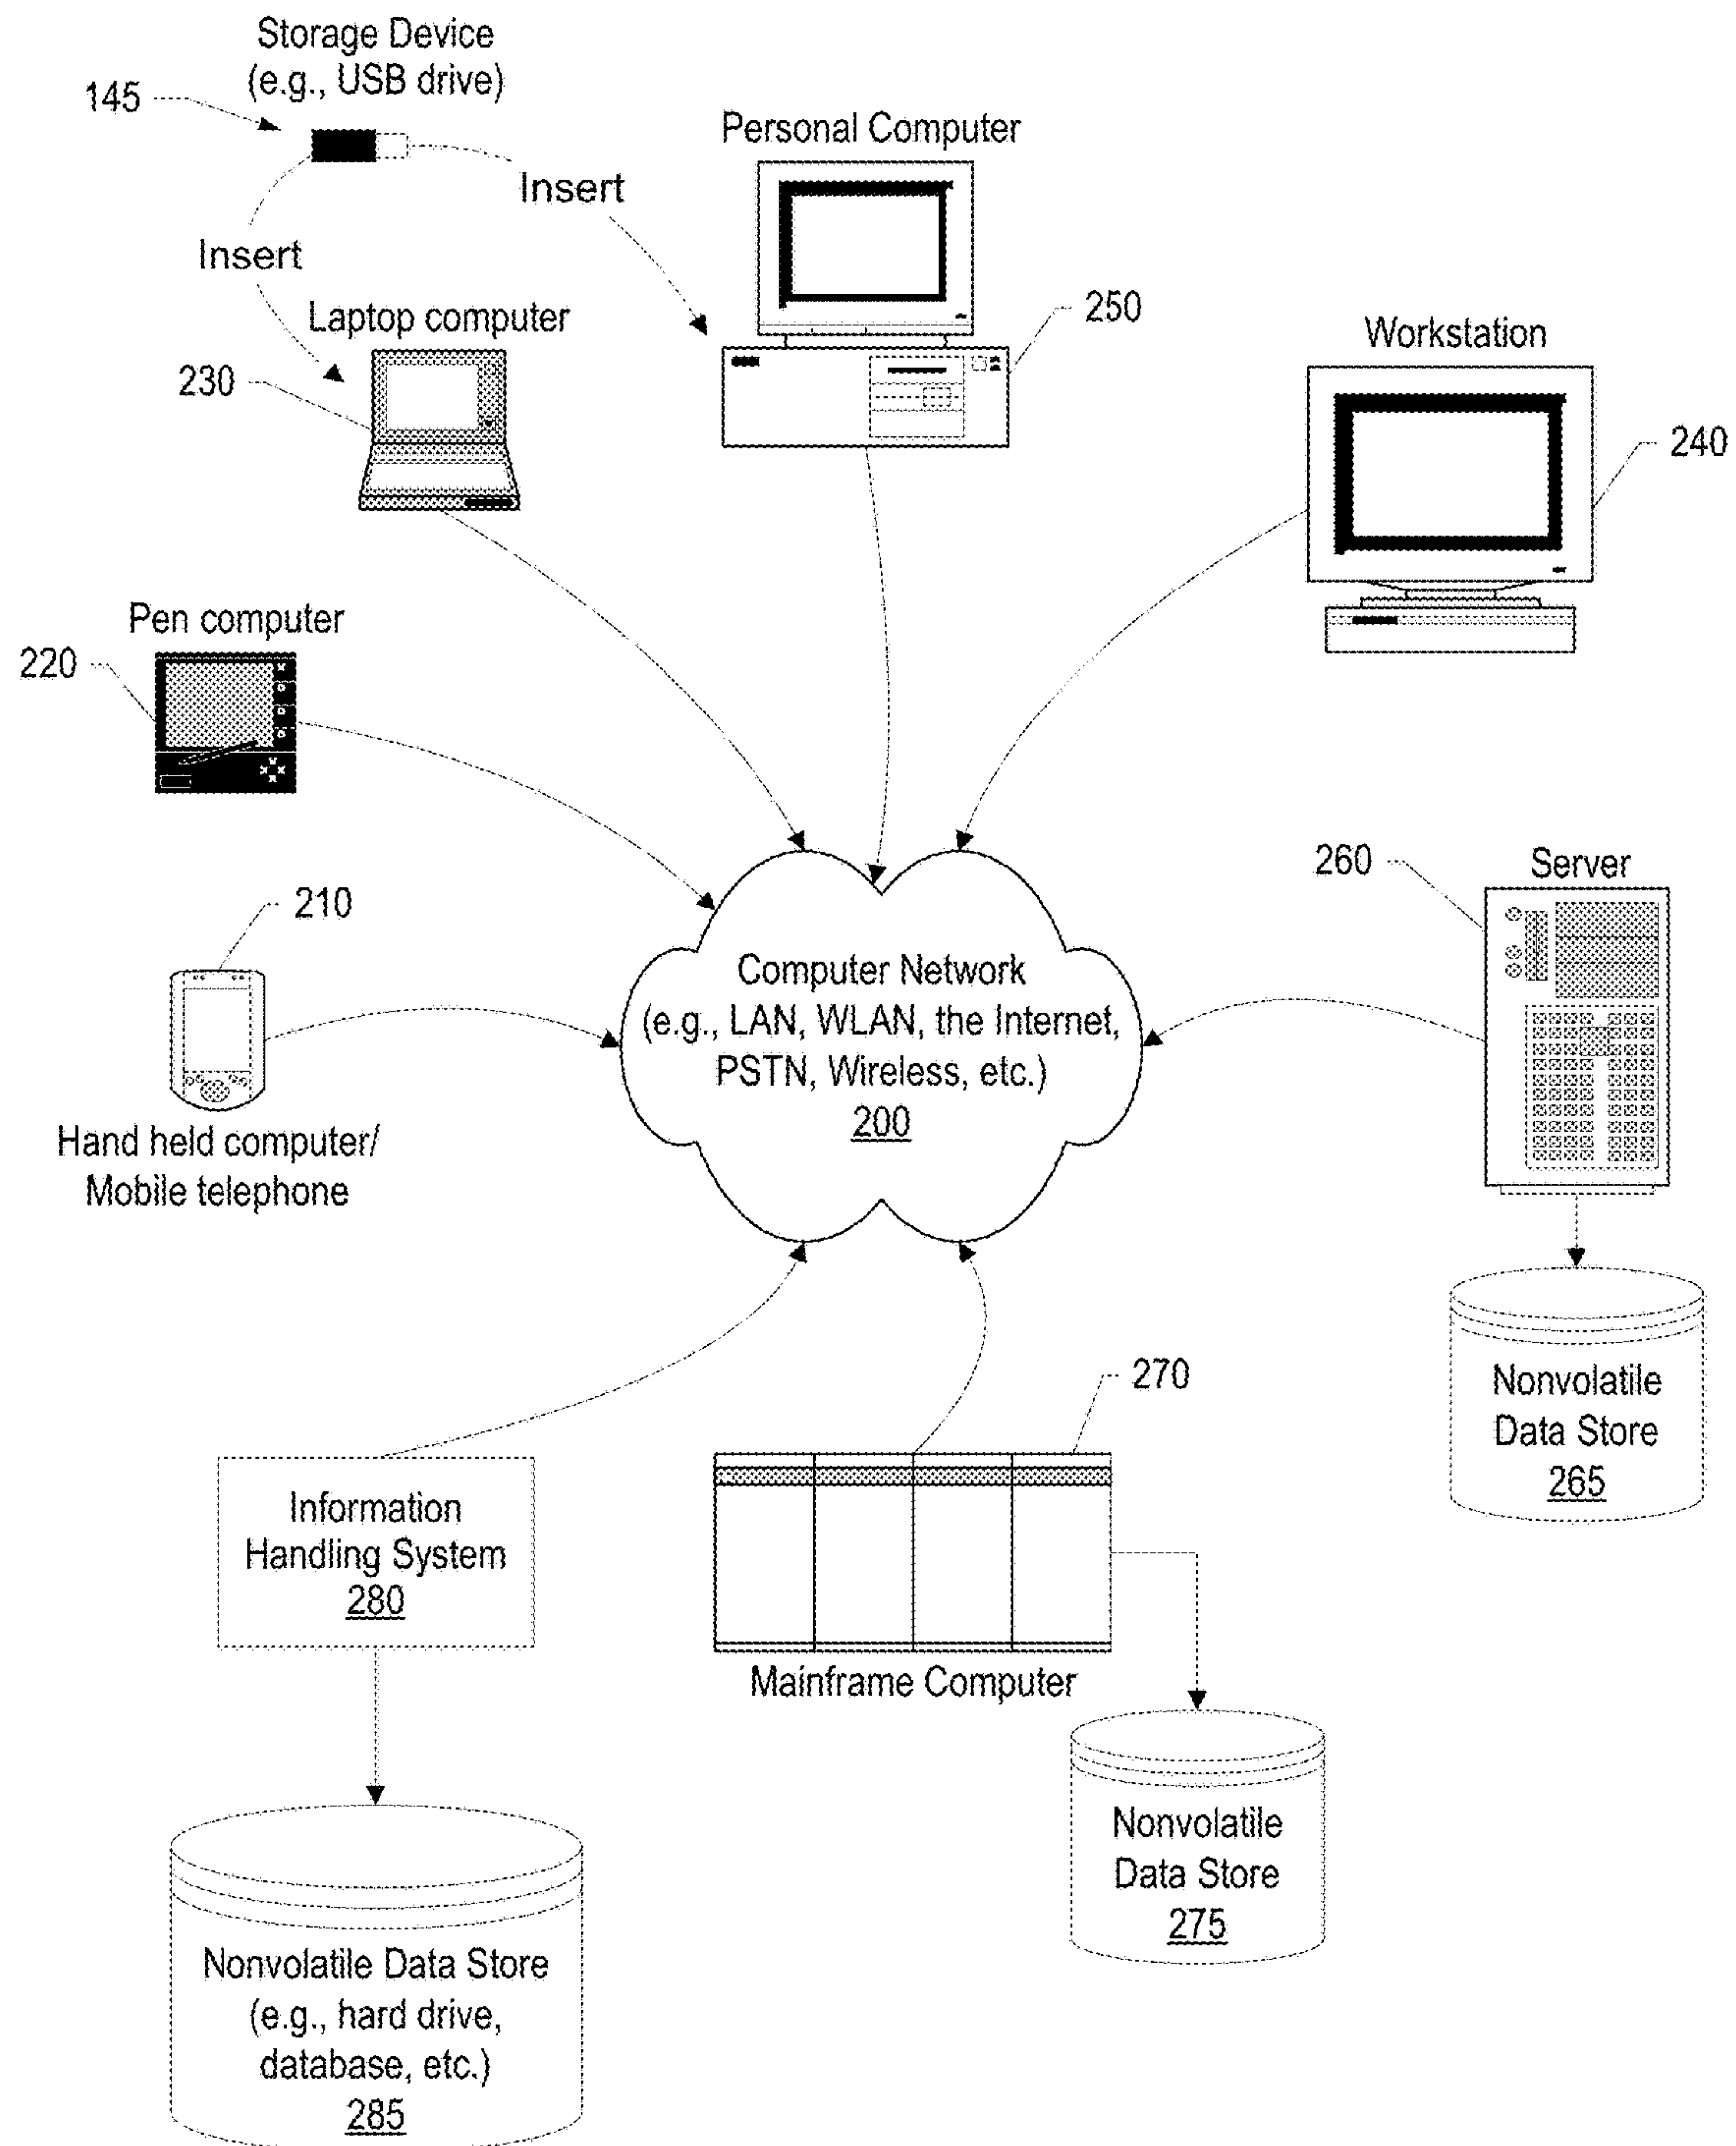 Storage Device
(e.g., USB drive)
145
Personal Computer
Insert
Insert
Laptop computer
250
Workstation
230
240
Pen computer
220
260
Server
210
Computer Network
(e.g., LAN, WLAN, the Internet,
PSTN, Wireless, etc.)
200
Hand held computer/
Mobile telephone
270
Nonvolatile
Data Store
265
Information
Handling System
280
Mainframe Computer
Nonvolatile
Data Store
275
Nonvolatile Data Store
(e.g., hard drive,
database, etc.)
285